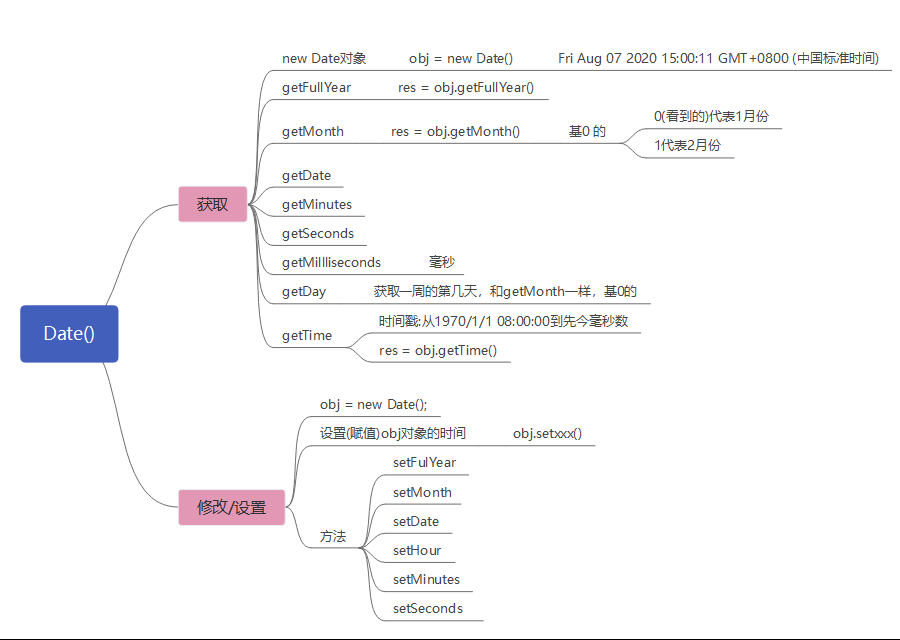 Date()
获取
new Date对象 obj = new Date() Fri Aug 07 2020 15:00:11 GMT+0800 (中国标准时间)
getFullYear res = obj.getFullYear()
getMonth res = obj.getMonth() 基0 的
0(看到的)代表1月份
1代表2月份
getDate
getMinutes
getSeconds
getMillliseconds 毫秒
getDay 获取一周的第几天，和getMonth一样，基0的
getTime
时间戳:从1970/1/1 08:00:00到先今毫秒数
res = obj.getTime()
修改/设置
obj = new Date();
设置(赋值)obj对象的时间 obj.setxxx()
方法
setFulYear
setMonth
setDate
setHour
setMinutes
setSeconds